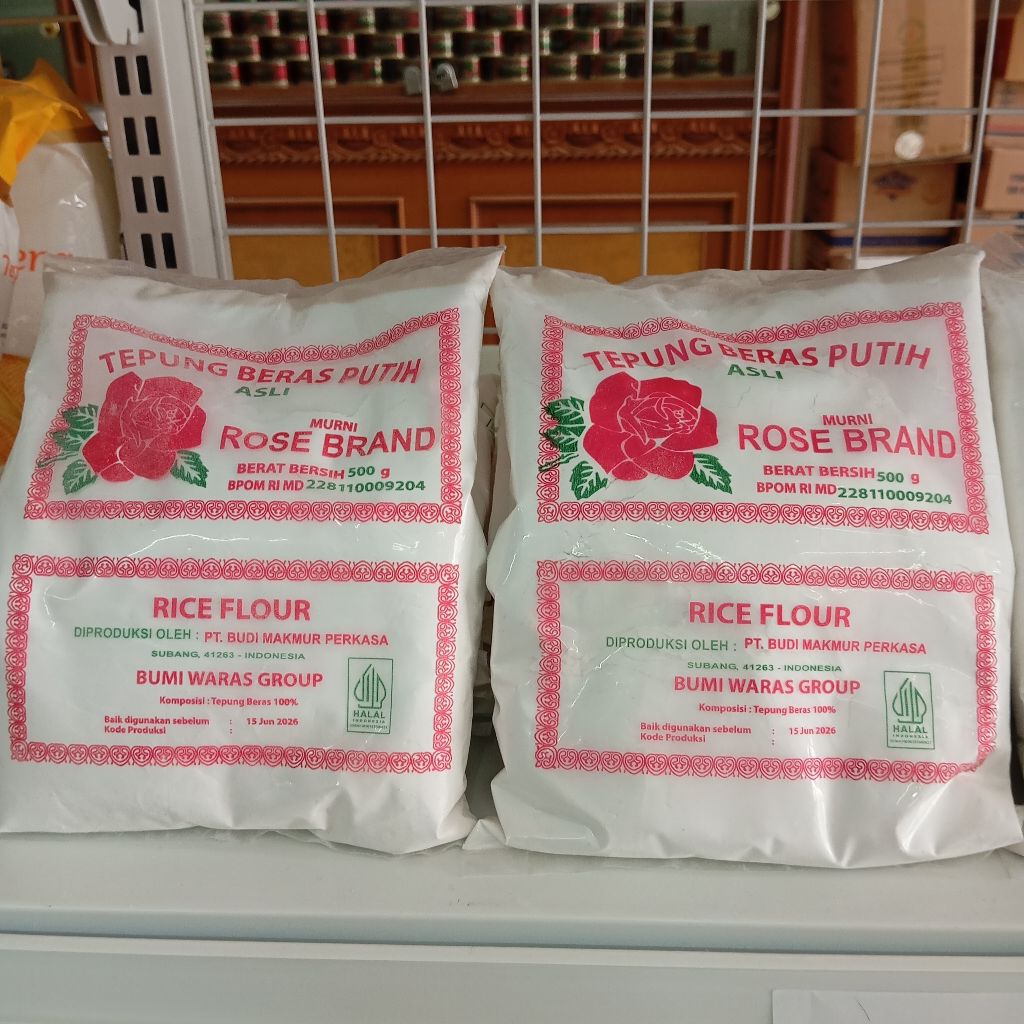 TEPUNG BERAS PUTIH
ASLI
MURNI
ROSE BRAND
BERAT BERSIH 500 g
BPOM RI MD 228110009204
RICE FLOUR
DIPRODUKSI OLEH : PT. BUDI MAKMUR PERKASA
SUBANG, 41263 - INDONESIA
BUMI WARAS GROUP
Komposisi : Tepung Beras 100%
Baik digunakan sebelum : 15 Jun 2026
Kode Produksi :
HALAL
INDONESIA
TEPUNG BERAS PUTIH
ASLI
MURNI
ROSE BRAND
BERAT BERSIH 500 g
BPOM RI MD 228110009204
RICE FLOUR
DIPRODUKSI OLEH : PT. BUDI MAKMUR PERKASA
SUBANG, 41263 - INDONESIA
BUMI WARAS GROUP
Komposisi : Tepung Beras 100%
Baik digunakan sebelum : 15 Jun 2026
Kode Produksi :
HALAL
INDONESIA